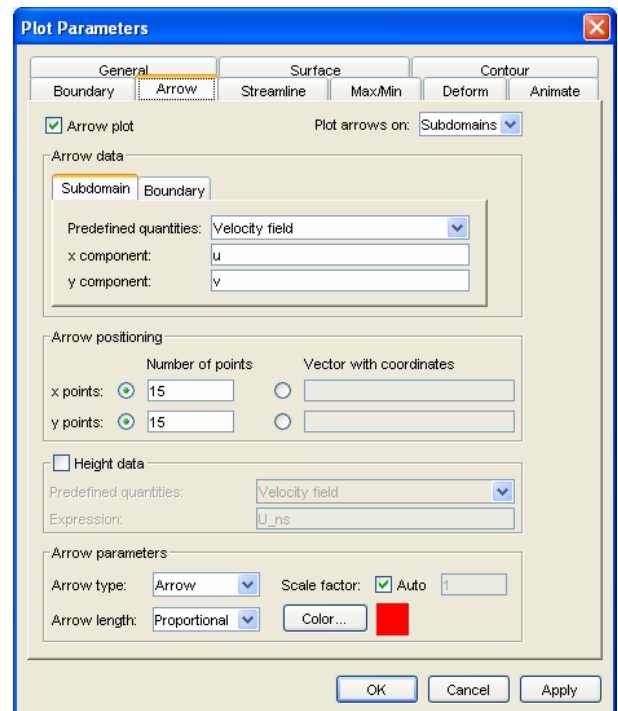 Plot Parameters
General Surface Contour
Boundary Arrow Streamline Max/Min Deform Animate
Arrow plot Plot arrows on: Subdomains
Arrow data
Subdomain Boundary
Predefined quantities: Velocity field
x component: u
y component: v
Arrow positioning
Number of points Vector with coordinates
x points: 15
y points: 15
Height data
Predefined quantities: Velocity field
Expression: U_ns
Arrow parameters
Arrow type: Arrow Scale factor: Auto 1
Arrow length: Proportional Color...
OK Cancel Apply